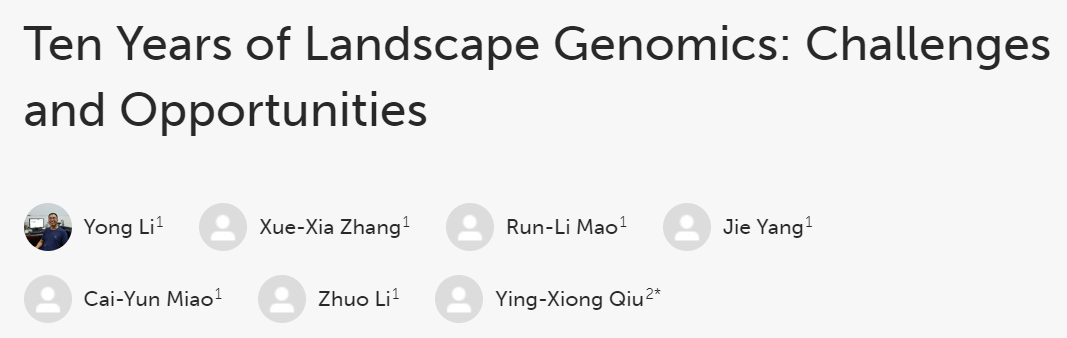 Ten Years of Landscape Genomics: Challenges
and Opportunities
Yong Li1 Xue-Xia Zhang1 Run-Li Mao1 Jie Yang1
Cai-Yun Miao1 Zhuo Li1 Ying-Xiong Qiu2*